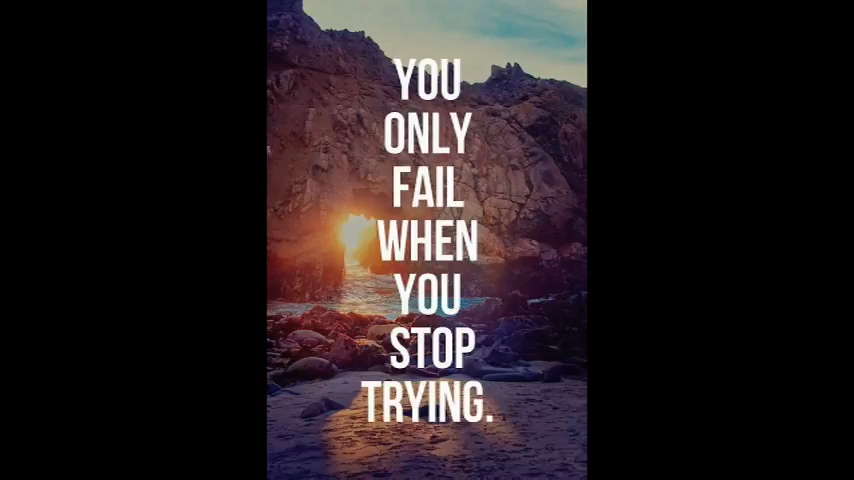 YOU
ONLY
FAIL
WHEN
YOU
STOP
TRYING.